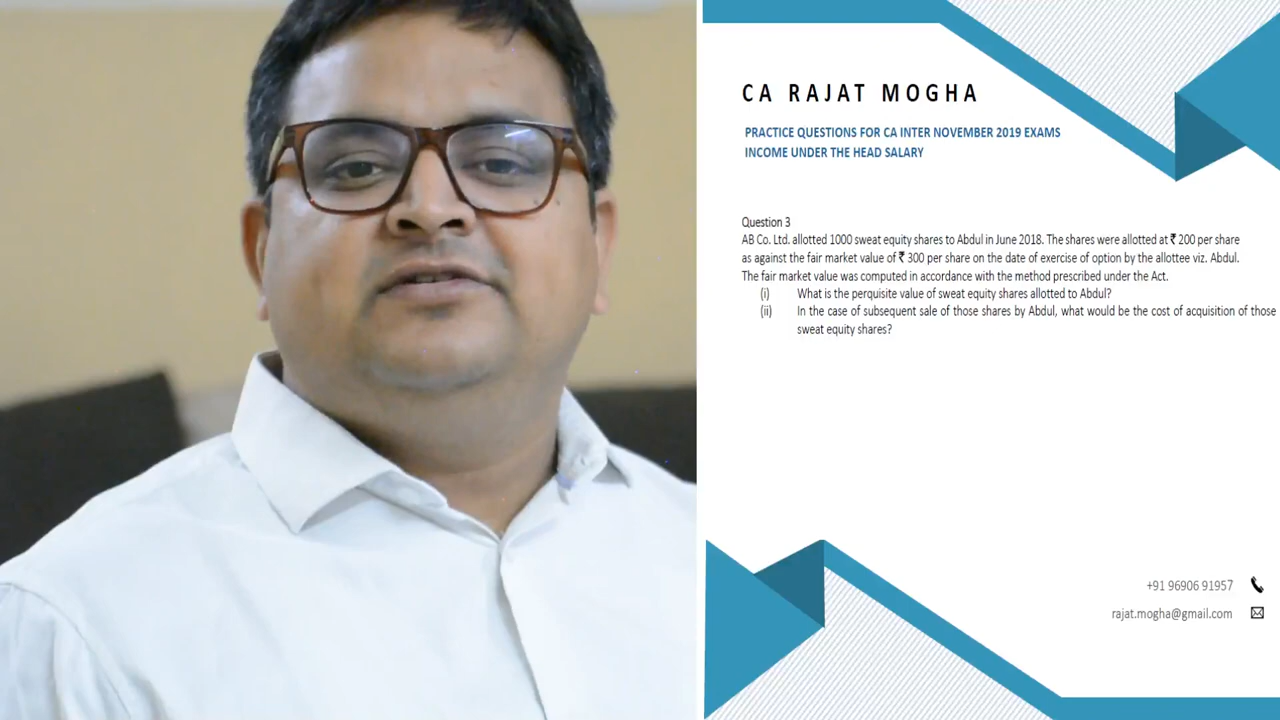 CA RAJAT MOGHA
PRACTICE QUESTIONS FOR CA INTER NOVEMBER 2019 EXAMS
INCOME UNDER THE HEAD SALARY
Question 3
AB Co. Ltd. allotted 1000 sweat equity shares to Abdul in June 2018. The shares were allotted at ₹ 200 per share
as against the fair market value of ₹ 300 per share on the date of exercise of option by the allottee viz. Abdul.
The fair market value was computed in accordance with the method prescribed under the Act.
(i) What is the perquisite value of sweat equity shares allotted to Abdul?
(ii) In the case of subsequent sale of those shares by Abdul, what would be the cost of acquisition of those
sweat equity shares?
+91 96906 91957
rajat.mogha@gmail.com